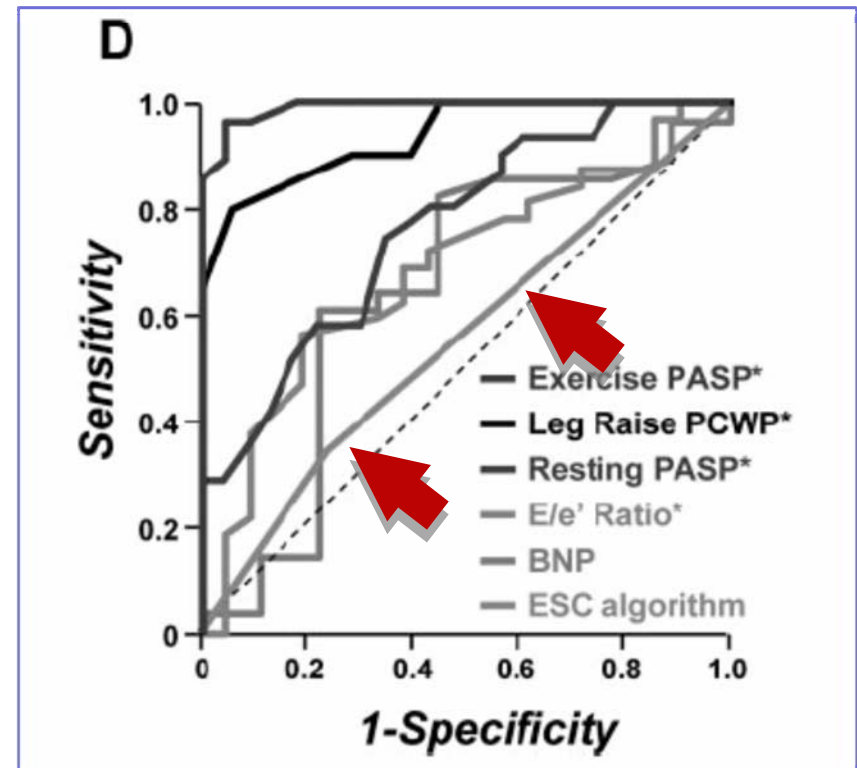 D
Sensitivity
1.0
0.8
0.6
0.4
0.2
0
0 0.2 0.4 0.6 0.8 1.0
1-Specificity
Exercise PASP*
Leg Raise PCWP*
Resting PASP*
E/e' Ratio*
BNP
ESC algorithm